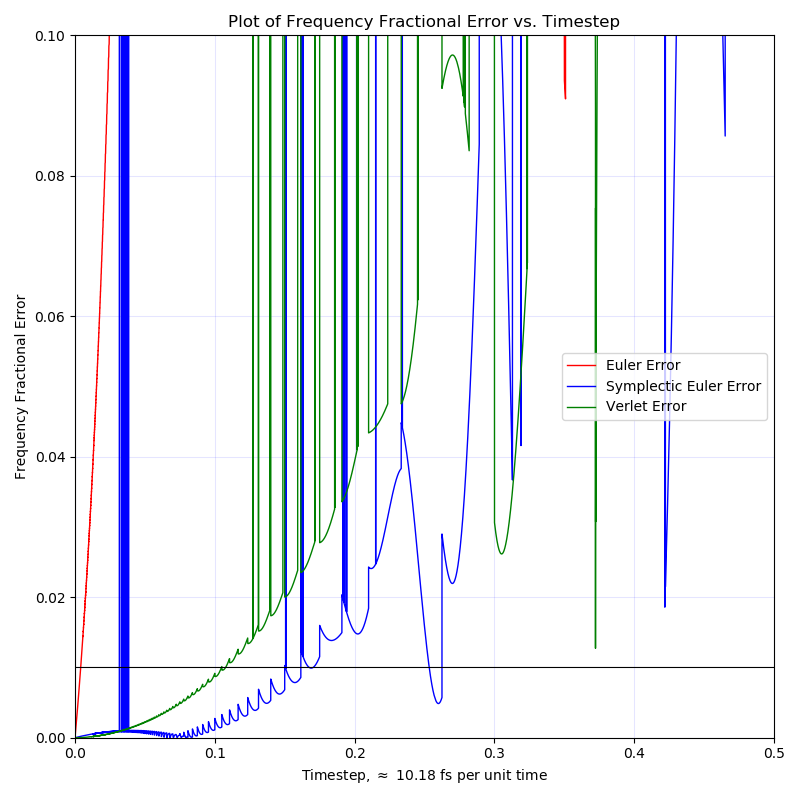 Plot of Frequency Fractional Error vs. Timestep
Frequency Fractional Error
0.10
0.08
0.06
0.04
0.02
0.00
Euler Error
Symplectic Euler Error
Verlet Error
0.0 0.1 0.2 0.3 0.4 0.5
Timestep, ≈ 10.18 fs per unit time